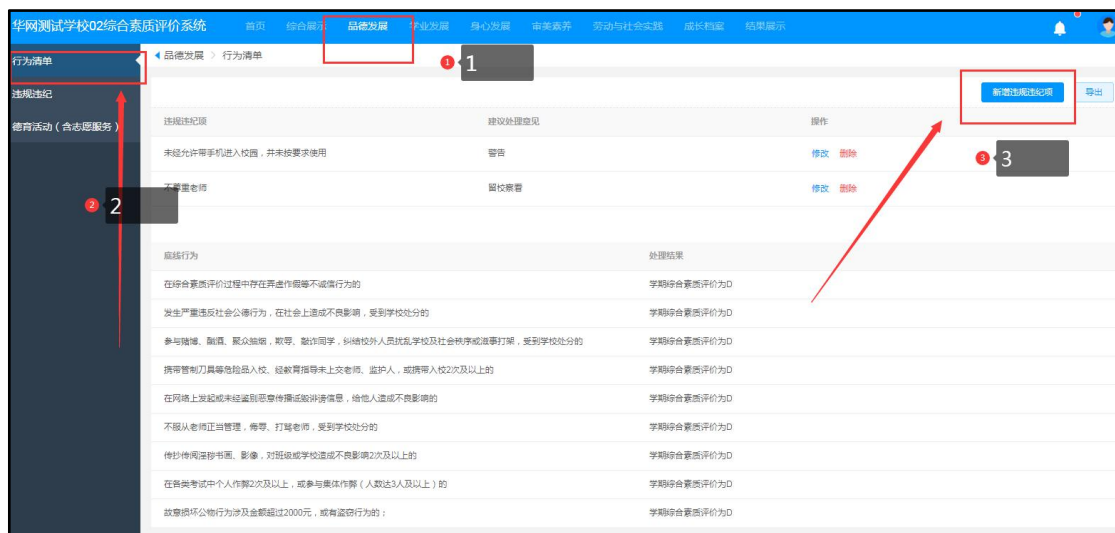 华网测试学校02综合素质评价系统 首页 综合展示 品德发展 学业发展 身心发展 审美素养 劳动与社会实践 成长档案 结果展示
行为清单
品德发展 > 行为清单
1 1
违规违纪
新增违规违纪项 导出
德育活动（含志愿服务）
违规违纪项 建议处理意见 操作
未经允许带手机进入校园，并未按要求使用 警告 修改 删除
3 3
不尊重老师 留校察看 修改 删除
2 2
底线行为 处理结果
在综合素质评价过程中存在弄虚作假等不诚信行为的 学期综合素质评价为D
发生严重违反社会公德行为，在社会上造成不良影响，受到学校处分的 学期综合素质评价为D
参与赌博、酗酒、聚众抽烟，欺辱、敲诈同学，纠结校外人员扰乱学校及社会秩序或滋事打架，受到学校处分的 学期综合素质评价为D
携带管制刀具等危险品入校、经教育指导未上交老师、监护人，或携带入校2次及以上的 学期综合素质评价为D
在网络上发起或未经鉴别恶意传播诋毁诽谤信息，给他人造成不良影响的 学期综合素质评价为D
不服从老师正当管理，侮辱、打骂老师，受到学校处分的 学期综合素质评价为D
传抄传阅淫秽书画、影像，对班级或学校造成不良影响2次及以上的 学期综合素质评价为D
在各类考试中个人作弊2次及以上，或参与集体作弊（人数达3人及以上）的 学期综合素质评价为D
故意损坏公物行为涉及金额超过2000元，或有盗窃行为的； 学期综合素质评价为D